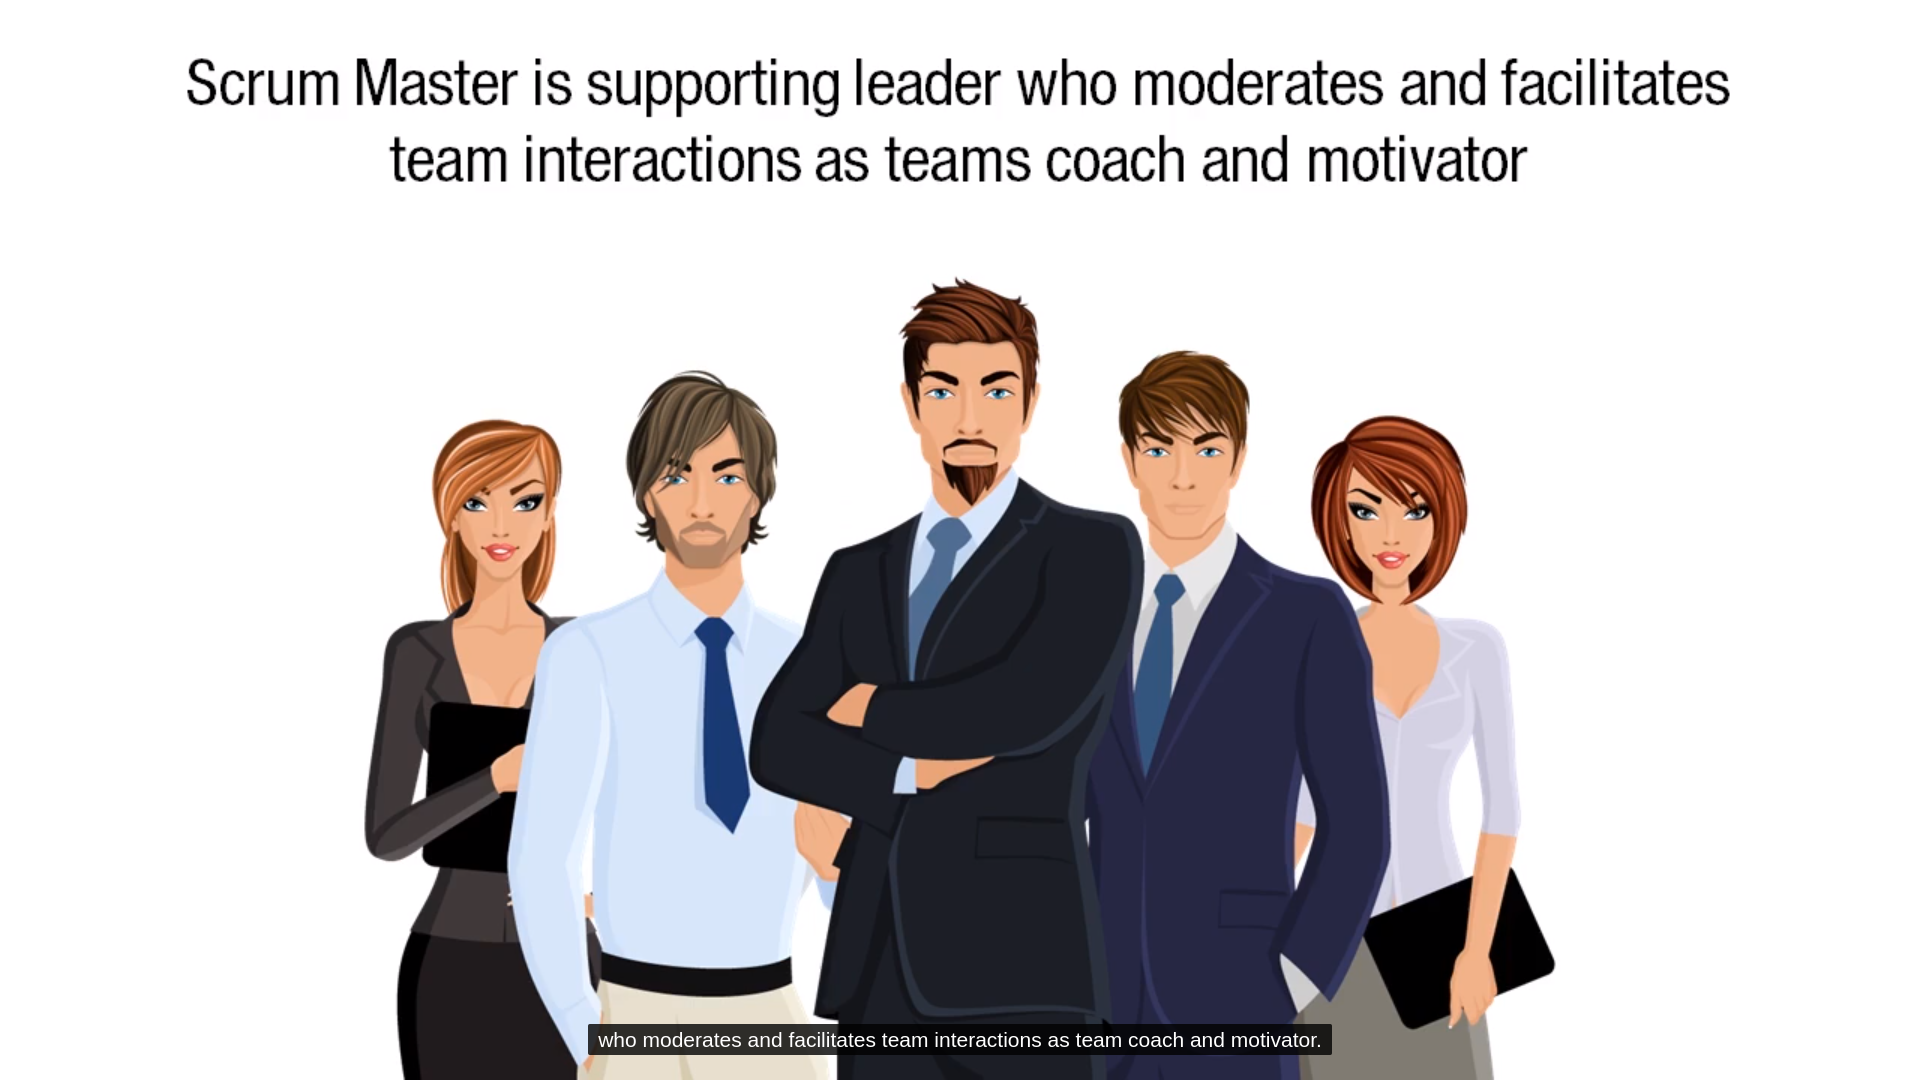 Scrum Master is supporting leader who moderates and facilitates
team interactions as teams coach and motivator
who moderates and facilitates team interactions as team coach and motivator.